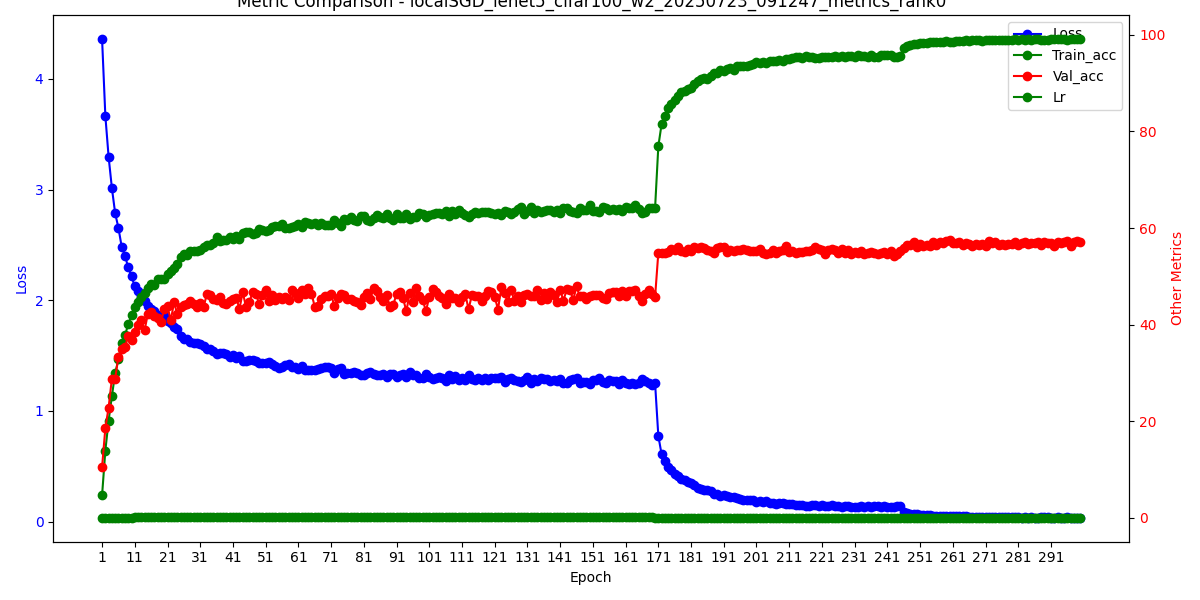 Metric Comparison - localSGD_lenet5_cifar100_w2_20250723_091247_metrics_rank0
Loss
Train_acc
Val_acc
Lr
4
3
2
1
0
Loss
100
80
60
40
20
0
Other Metrics
1 11 21 31 41 51 61 71 81 91 101 111 121 131 141 151 161 171 181 191 201 211 221 231 241 251 261 271 281 291
Epoch